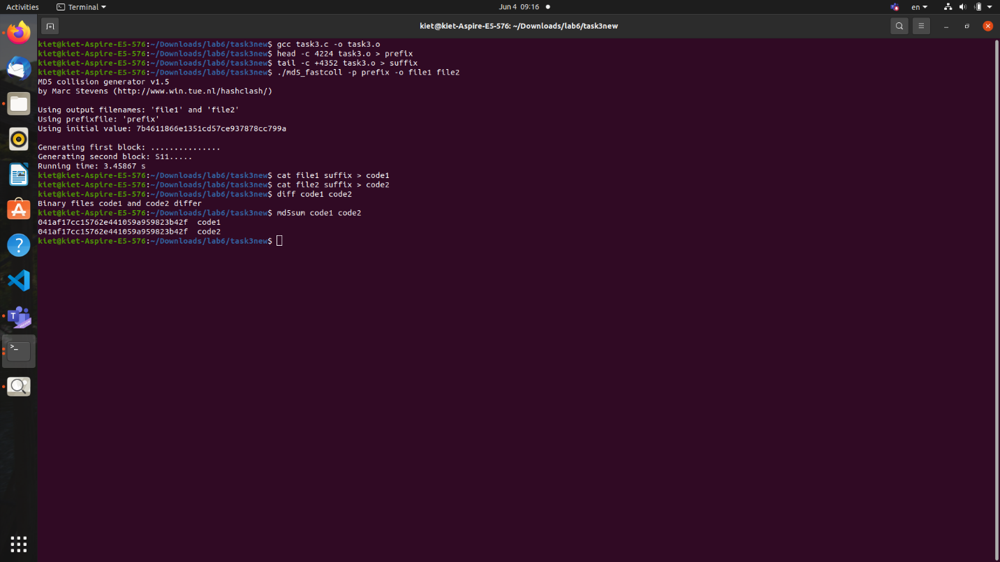 Activities
Terminal
Jun 4 09:16
en
kiet@kiet-Aspire-E5-576: ~/Downloads/lab6/task3new
kiet@kiet-Aspire-E5-576:~/Downloads/lab6/task3new$ gcc task3.c -o task3.o
kiet@kiet-Aspire-E5-576:~/Downloads/lab6/task3new$ head -c 4224 task3.o > prefix
kiet@kiet-Aspire-E5-576:~/Downloads/lab6/task3new$ tail -c +4352 task3.o > suffix
kiet@kiet-Aspire-E5-576:~/Downloads/lab6/task3new$ ./md5_fastcoll -p prefix -o file1 file2
MD5 collision generator v1.5
by Marc Stevens (http://www.win.tue.nl/hashclash/)
Using output filenames: 'file1' and 'file2'
Using prefixfile: 'prefix'
Using initial value: 7b4611866e1351cd57ce937878cc799a
Generating first block: ...............
Generating second block: S11.....
Running time: 3.45867 s
kiet@kiet-Aspire-E5-576:~/Downloads/lab6/task3new$ cat file1 suffix > code1
kiet@kiet-Aspire-E5-576:~/Downloads/lab6/task3new$ cat file2 suffix > code2
kiet@kiet-Aspire-E5-576:~/Downloads/lab6/task3new$ diff code1 code2
Binary files code1 and code2 differ
kiet@kiet-Aspire-E5-576:~/Downloads/lab6/task3new$ md5sum code1 code2
041af17cc15762e441059a959823b42f  code1
041af17cc15762e441059a959823b42f  code2
kiet@kiet-Aspire-E5-576:~/Downloads/lab6/task3new$